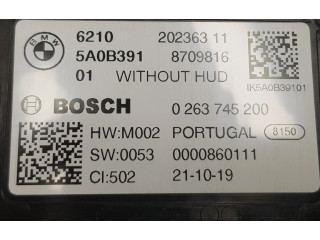 6210 202363 11
5A0B391 8709816
01 WITHOUT HUD
IK5A0B39101
BOSCH 0 263 745 200
HW:M002 PORTUGAL 8150
SW:0053 0000860111
CI:502 21-10-19